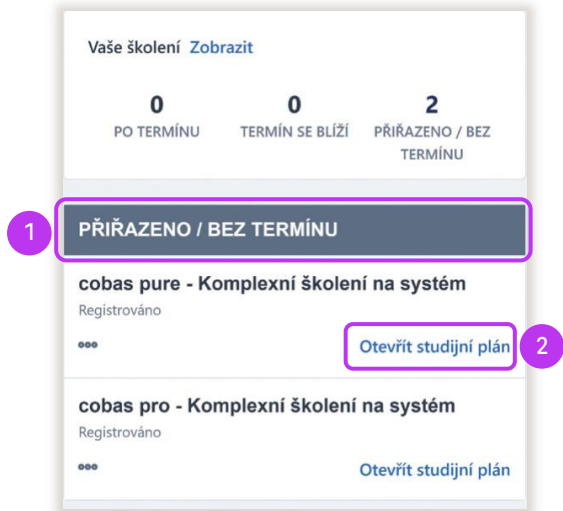 Vaše školení Zobrazit
0 0 2
PO TERMÍNU TERMÍN SE BLÍŽÍ PŘIŘAZENO / BEZ
TERMÍNU
1 PŘIŘAZENO / BEZ TERMÍNU
cobas pure - Komplexní školení na systém
Registrováno
Otevřít studijní plán 2
cobas pro - Komplexní školení na systém
Registrováno
Otevřít studijní plán